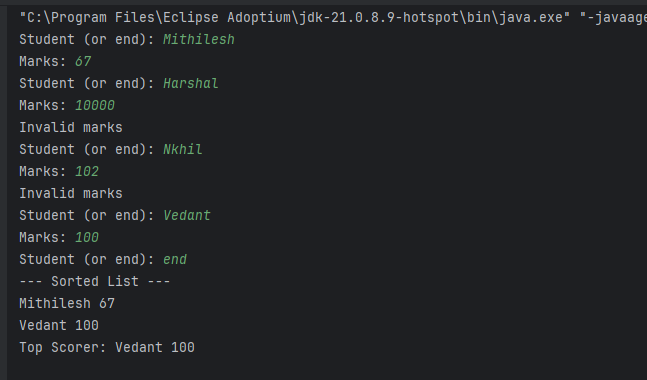 "C:\Program Files\Eclipse Adoptium\jdk-21.0.8.9-hotspot\bin\java.exe" "-javaage
Student (or end): Mithilesh
Marks: 67
Student (or end): Harshal
Marks: 10000
Invalid marks
Student (or end): Nkhil
Marks: 102
Invalid marks
Student (or end): Vedant
Marks: 100
Student (or end): end
--- Sorted List ---
Mithilesh 67
Vedant 100
Top Scorer: Vedant 100